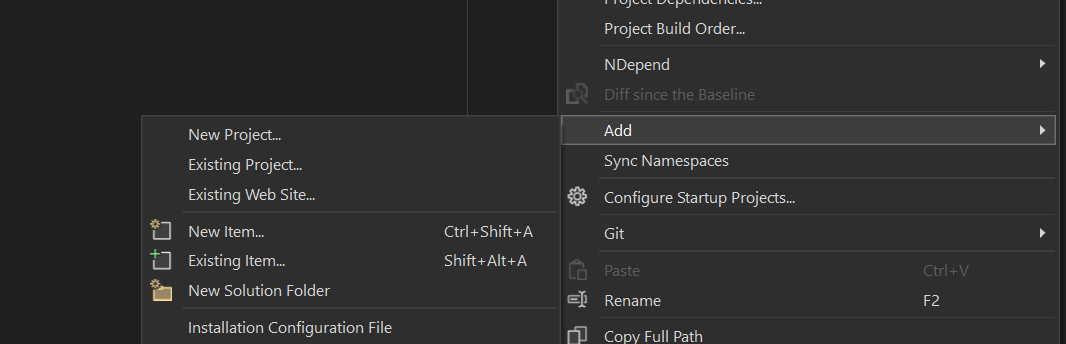 Project Dependencies...
Project Build Order...
NDepend
Diff since the Baseline
Add
Sync Namespaces
Configure Startup Projects...
Git
Paste Ctrl+V
Rename F2
Copy Full Path
New Project...
Existing Project...
Existing Web Site...
New Item... Ctrl+Shift+A
Existing Item... Shift+Alt+A
New Solution Folder
Installation Configuration File